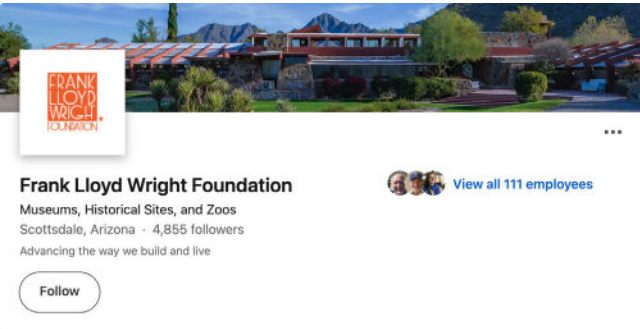 FRANK
LLOYD
WRIGH
FOUNDATION
Frank Lloyd Wright Foundation
Museums, Historical Sites, and Zoos
Scottsdale, Arizona · 4,855 followers
Advancing the way we build and live
Follow
View all 111 employees